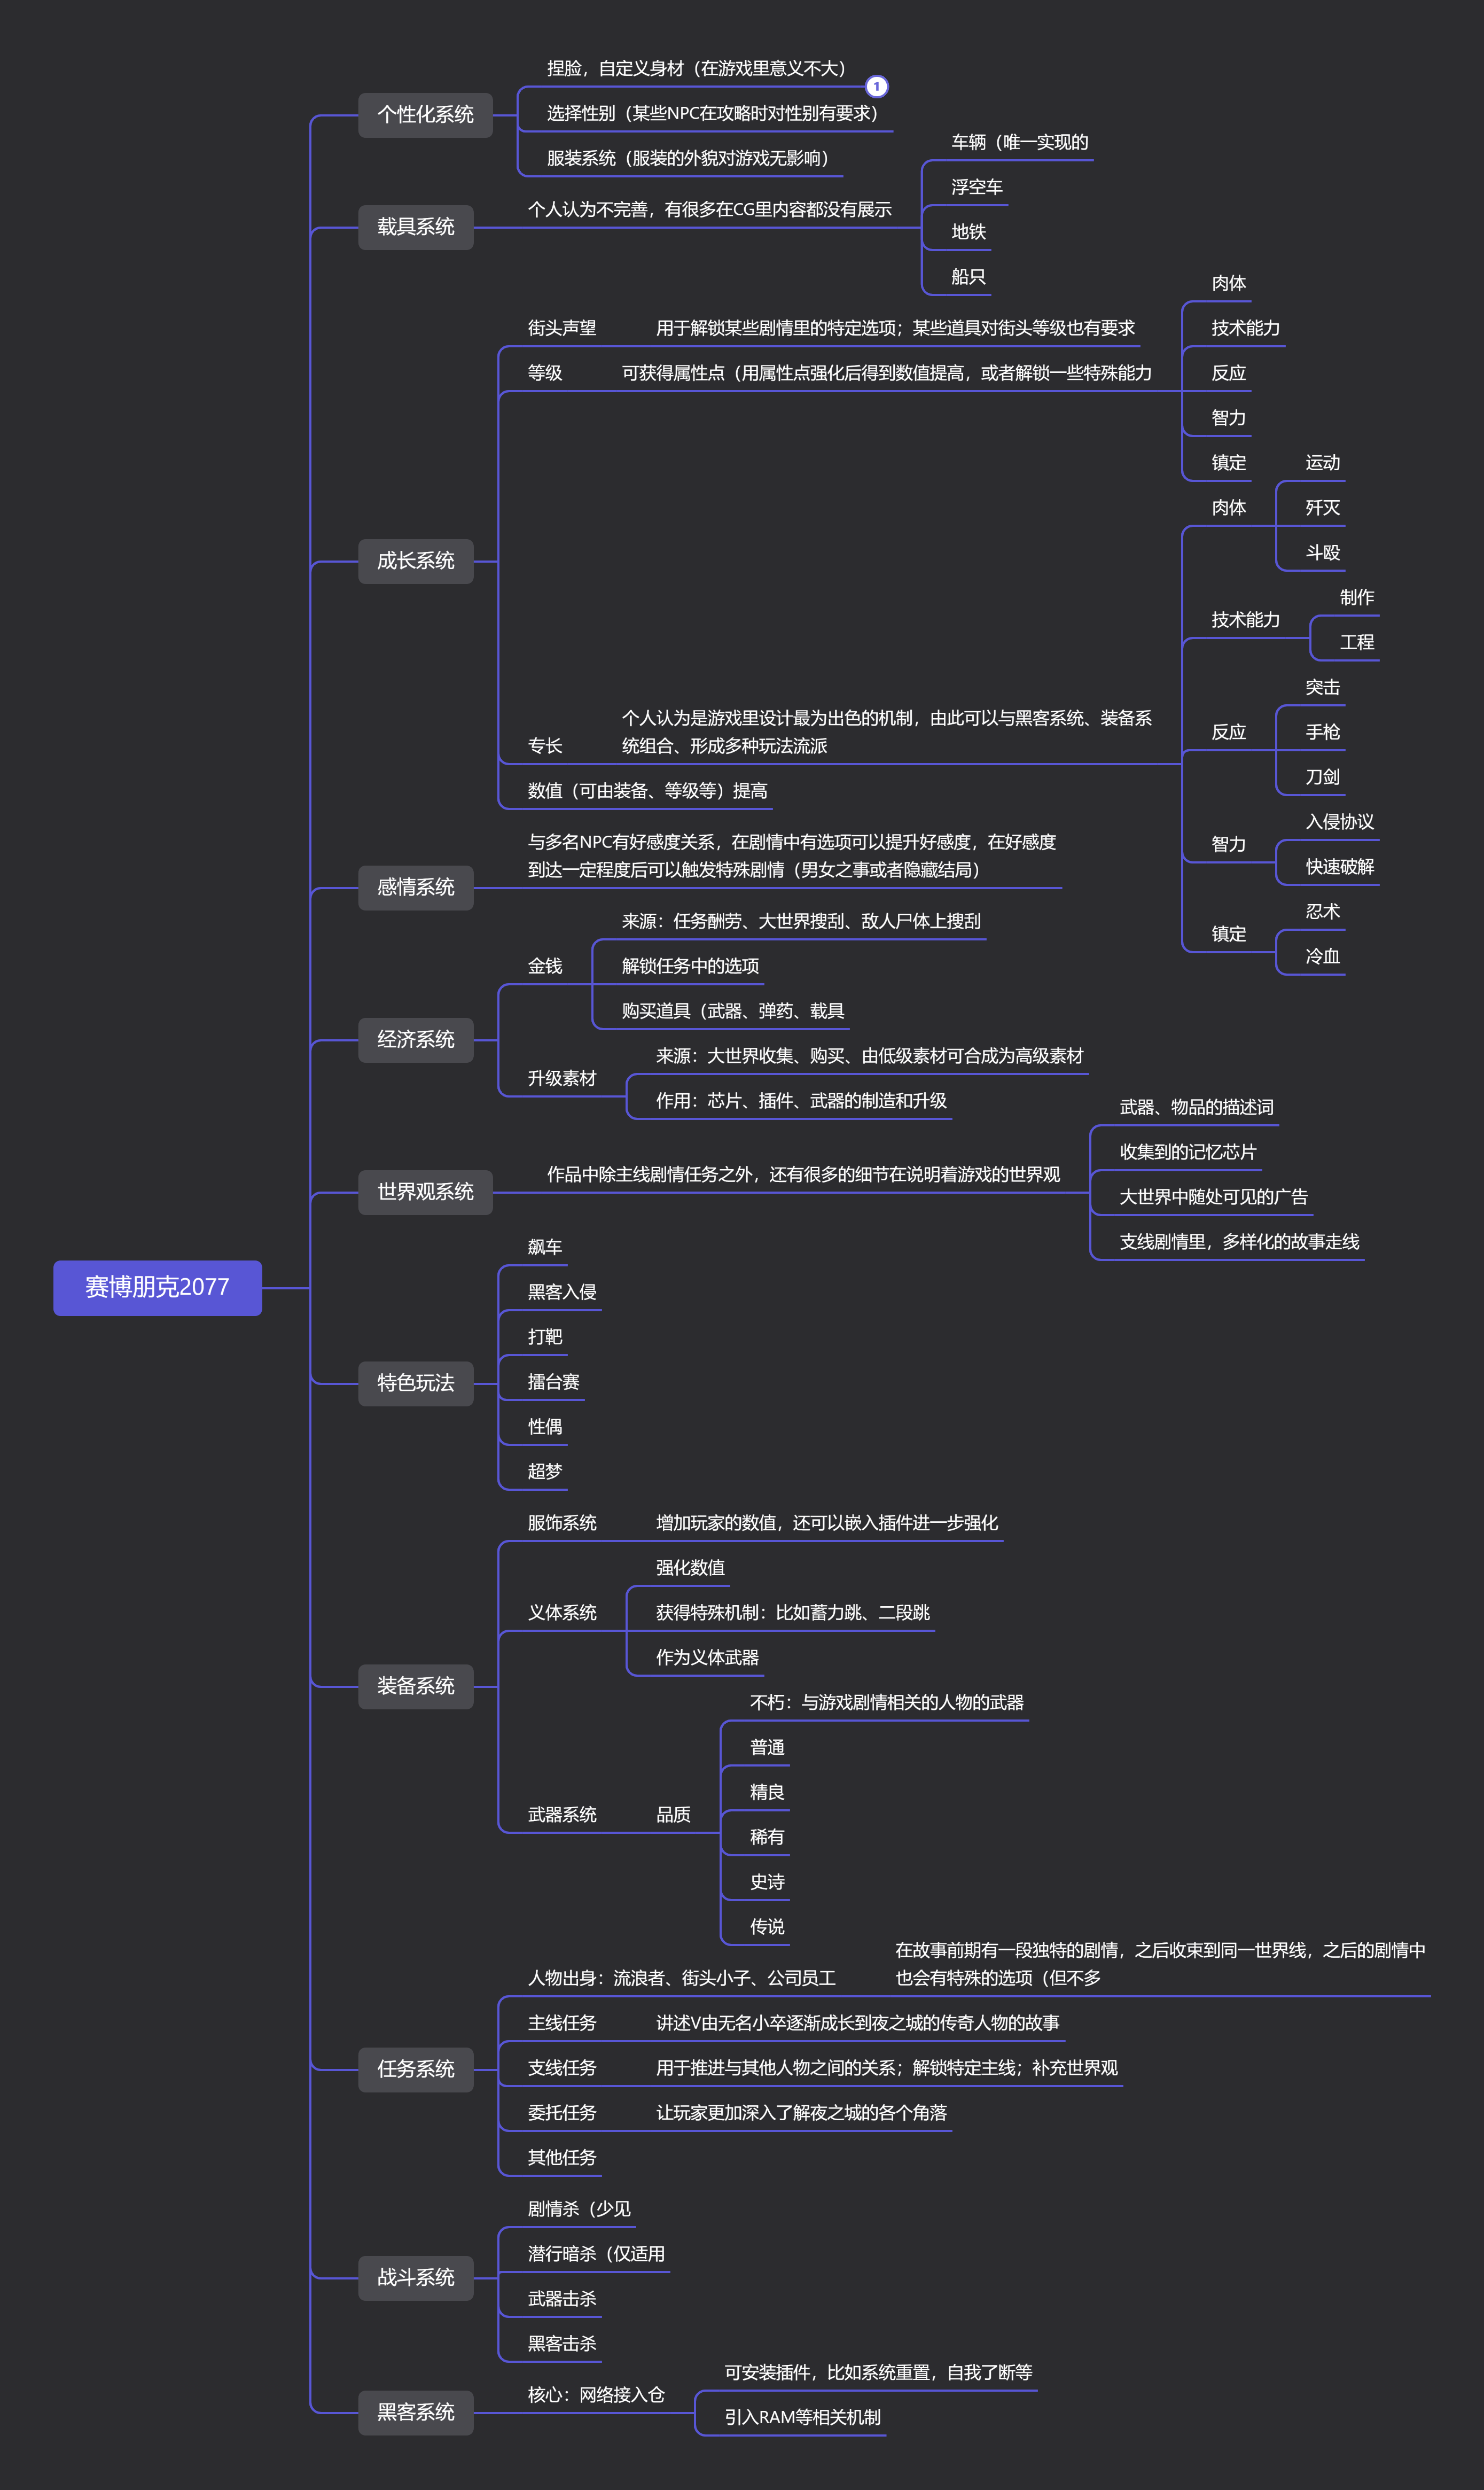 赛博朋克2077
个性化系统
捏脸，自定义身材（在游戏里意义不大）
1
选择性别（某些NPC在攻略时对性别有要求）
服装系统（服装的外貌对游戏无影响）
载具系统
个人认为不完善，有很多在CG里内容都没有展示
车辆（唯一实现的
浮空车
地铁
船只
成长系统
街头声望
用于解锁某些剧情里的特定选项；某些道具对街头等级也有要求
等级
可获得属性点（用属性点强化后得到数值提高，或者解锁一些特殊能力
肉体
技术能力
反应
智力
镇定
专长
个人认为是游戏里设计最为出色的机制，由此可以与黑客系统、装备系
统组合、形成多种玩法流派
肉体
运动
歼灭
斗殴
技术能力
制作
工程
反应
突击
手枪
刀剑
智力
入侵协议
快速破解
镇定
忍术
冷血
数值（可由装备、等级等）提高
感情系统
与多名NPC有好感度关系，在剧情中有选项可以提升好感度，在好感度
到达一定程度后可以触发特殊剧情（男女之事或者隐藏结局）
经济系统
金钱
来源：任务酬劳、大世界搜刮、敌人尸体上搜刮
解锁任务中的选项
购买道具（武器、弹药、载具
升级素材
来源：大世界收集、购买、由低级素材可合成为高级素材
作用：芯片、插件、武器的制造和升级
世界观系统
作品中除主线剧情任务之外，还有很多的细节在说明着游戏的世界观
武器、物品的描述词
收集到的记忆芯片
大世界中随处可见的广告
支线剧情里，多样化的故事走线
特色玩法
飙车
黑客入侵
打靶
擂台赛
性偶
超梦
装备系统
服饰系统
增加玩家的数值，还可以嵌入插件进一步强化
义体系统
强化数值
获得特殊机制：比如蓄力跳、二段跳
作为义体武器
武器系统
品质
不朽：与游戏剧情相关的人物的武器
普通
精良
稀有
史诗
传说
任务系统
人物出身：流浪者、街头小子、公司员工
在故事前期有一段独特的剧情，之后收束到同一世界线，之后的剧情中
也会有特殊的选项（但不多
主线任务
讲述V由无名小卒逐渐成长到夜之城的传奇人物的故事
支线任务
用于推进与其他人物之间的关系；解锁特定主线；补充世界观
委托任务
让玩家更加深入了解夜之城的各个角落
其他任务
战斗系统
剧情杀（少见
潜行暗杀（仅适用
武器击杀
黑客击杀
黑客系统
核心：网络接入仓
可安装插件，比如系统重置，自我了断等
引入RAM等相关机制